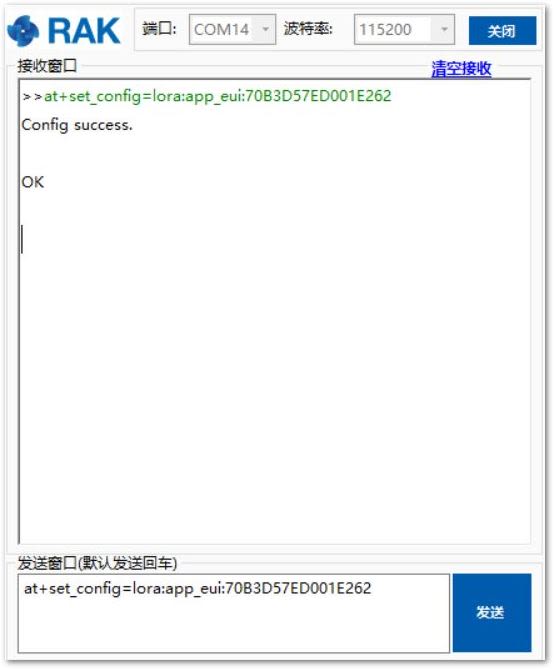 RAK 端口: COM14 波特率: 115200 关闭
接收窗口 清空接收
>>at+set_config=lora:app_eui:70B3D57ED001E262
Config success.
OK
发送窗口(默认发送回车)
at+set_config=lora:app_eui:70B3D57ED001E262
发送